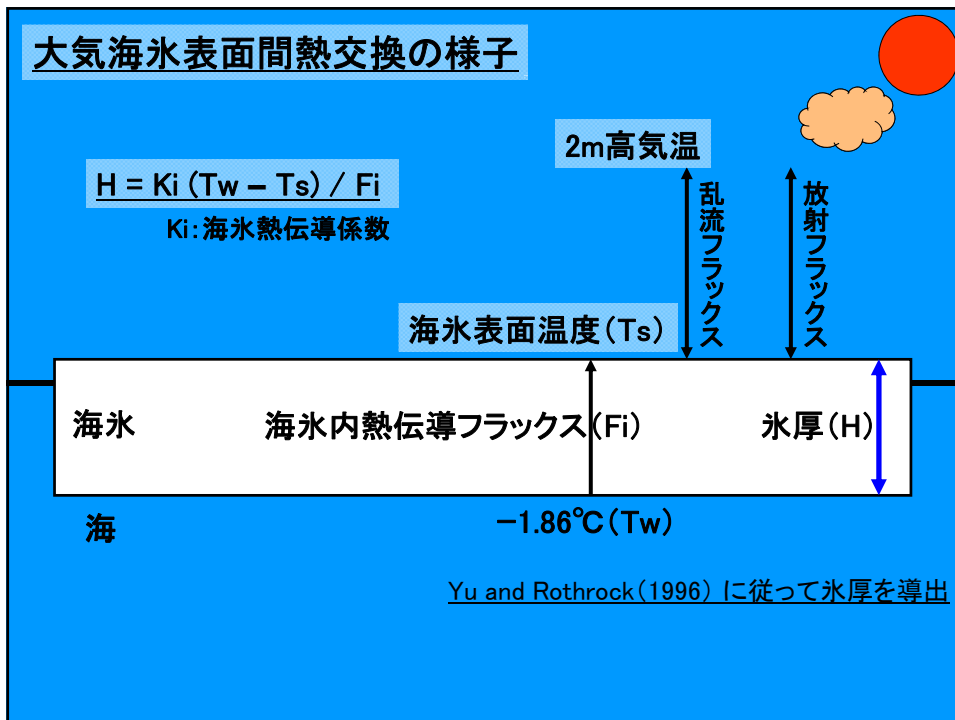 大気海氷表面間熱交換の様子
2m高気温
H = Ki (Tw – Ts) / Fi
Ki：海氷熱伝導係数
乱流フラックス
放射フラックス
海氷表面温度（Ts）
海氷
海氷内熱伝導フラックス（Fi）
氷厚（H）
海
－1.86℃（Tw）
Yu and Rothrock（1996） に従って氷厚を導出